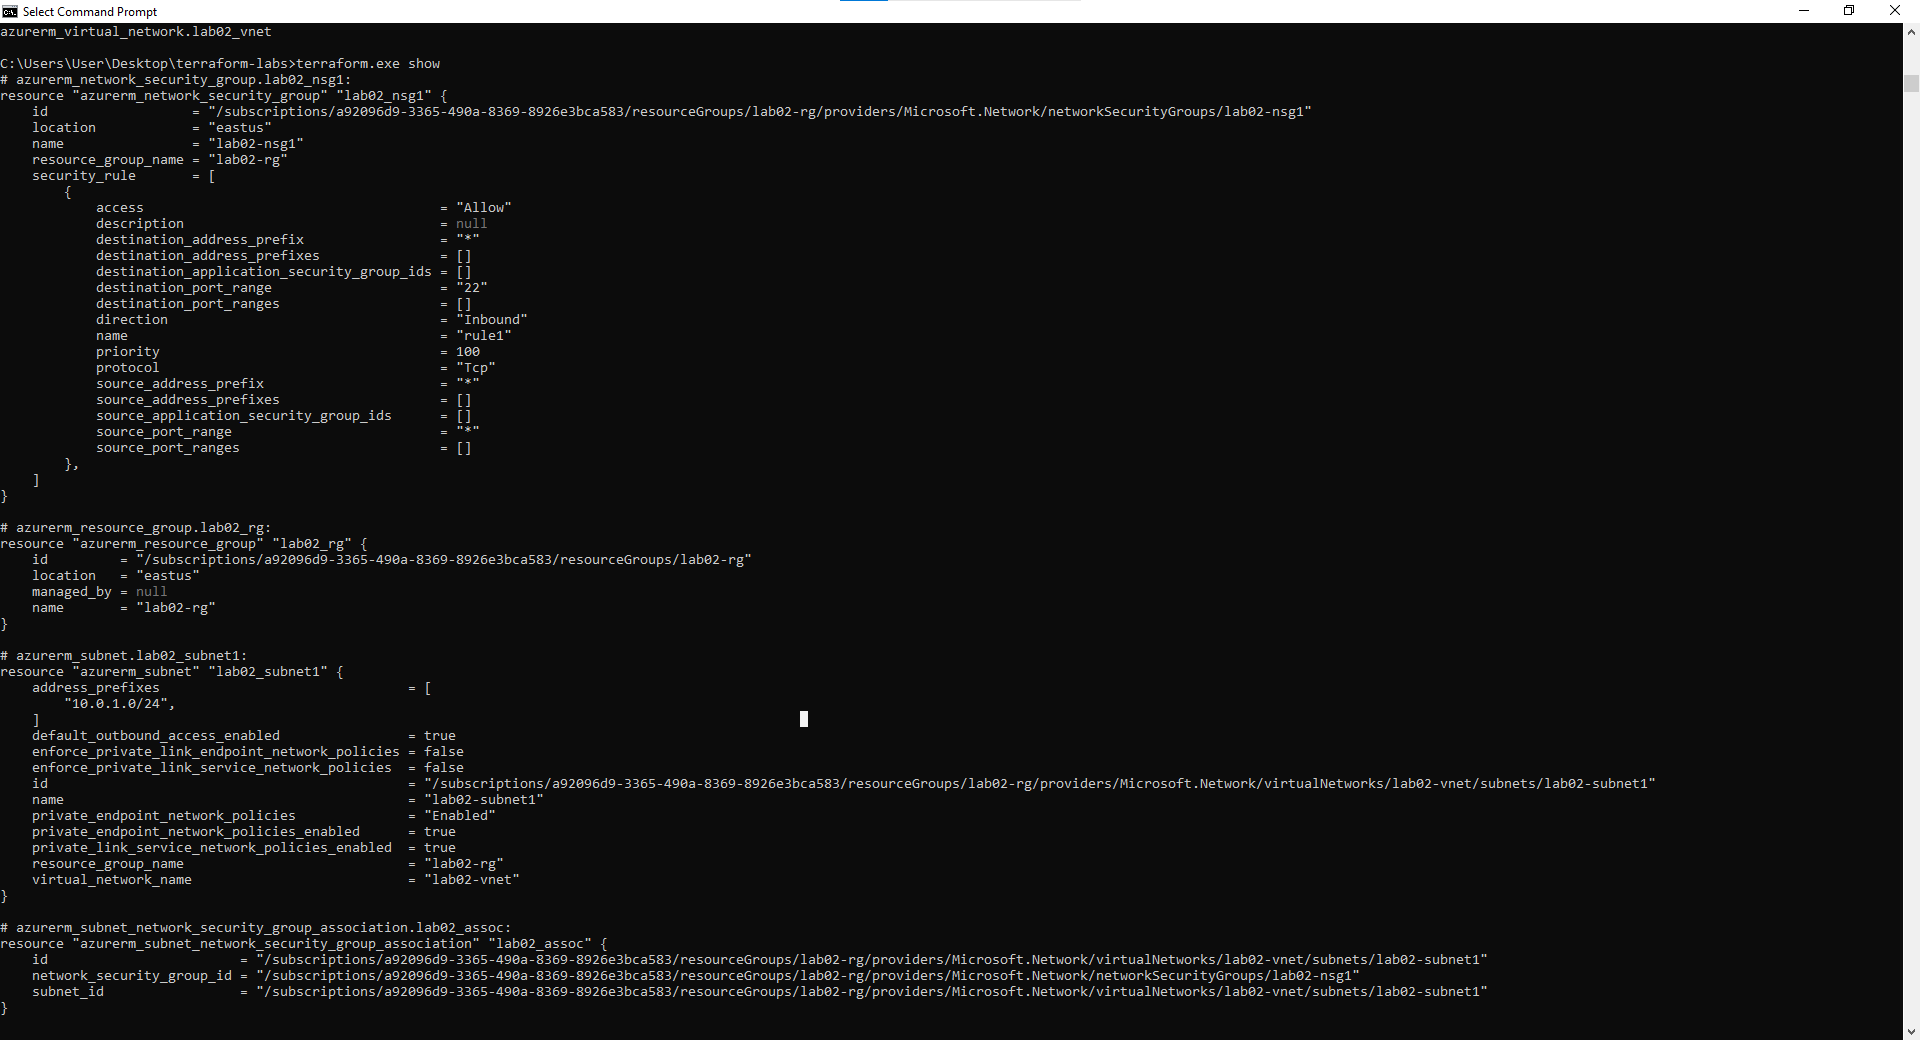 Select Command Prompt
azurerm_virtual_network.lab02_vnet
C:\Users\User\Desktop\terraform-labs>terraform.exe show
# azurerm_network_security_group.lab02_nsg1:
resource "azurerm_network_security_group" "lab02_nsg1" {
    id                  = "/subscriptions/a92096d9-3365-490a-8369-8926e3bca583/resourceGroups/lab02-rg/providers/Microsoft.Network/networkSecurityGroups/lab02-nsg1"
    location            = "eastus"
    name                = "lab02-nsg1"
    resource_group_name = "lab02-rg"
    security_rule       = [
        {
            access                                     = "Allow"
            description                                = null
            destination_address_prefix                 = "*"
            destination_address_prefixes               = []
            destination_application_security_group_ids = []
            destination_port_range                     = "22"
            destination_port_ranges                    = []
            direction                                  = "Inbound"
            name                                       = "rule1"
            priority                                   = 100
            protocol                                   = "Tcp"
            source_address_prefix                      = "*"
            source_address_prefixes                    = []
            source_application_security_group_ids      = []
            source_port_range                          = "*"
            source_port_ranges                         = []
        },
    ]
}
# azurerm_resource_group.lab02_rg:
resource "azurerm_resource_group" "lab02_rg" {
    id         = "/subscriptions/a92096d9-3365-490a-8369-8926e3bca583/resourceGroups/lab02-rg"
    location   = "eastus"
    managed_by = null
    name       = "lab02-rg"
}
# azurerm_subnet.lab02_subnet1:
resource "azurerm_subnet" "lab02_subnet1" {
    address_prefixes                               = [
        "10.0.1.0/24",
    ]
    default_outbound_access_enabled                = true
    enforce_private_link_endpoint_network_policies = false
    enforce_private_link_service_network_policies  = false
    id                                             = "/subscriptions/a92096d9-3365-490a-8369-8926e3bca583/resourceGroups/lab02-rg/providers/Microsoft.Network/virtualNetworks/lab02-vnet/subnets/lab02-subnet1"
    name                                           = "lab02-subnet1"
    private_endpoint_network_policies              = "Enabled"
    private_endpoint_network_policies_enabled      = true
    private_link_service_network_policies_enabled  = true
    resource_group_name                            = "lab02-rg"
    virtual_network_name                           = "lab02-vnet"
}
# azurerm_subnet_network_security_group_association.lab02_assoc:
resource "azurerm_subnet_network_security_group_association" "lab02_assoc" {
    id                        = "/subscriptions/a92096d9-3365-490a-8369-8926e3bca583/resourceGroups/lab02-rg/providers/Microsoft.Network/virtualNetworks/lab02-vnet/subnets/lab02-subnet1"
    network_security_group_id = "/subscriptions/a92096d9-3365-490a-8369-8926e3bca583/resourceGroups/lab02-rg/providers/Microsoft.Network/networkSecurityGroups/lab02-nsg1"
    subnet_id                 = "/subscriptions/a92096d9-3365-490a-8369-8926e3bca583/resourceGroups/lab02-rg/providers/Microsoft.Network/virtualNetworks/lab02-vnet/subnets/lab02-subnet1"
}